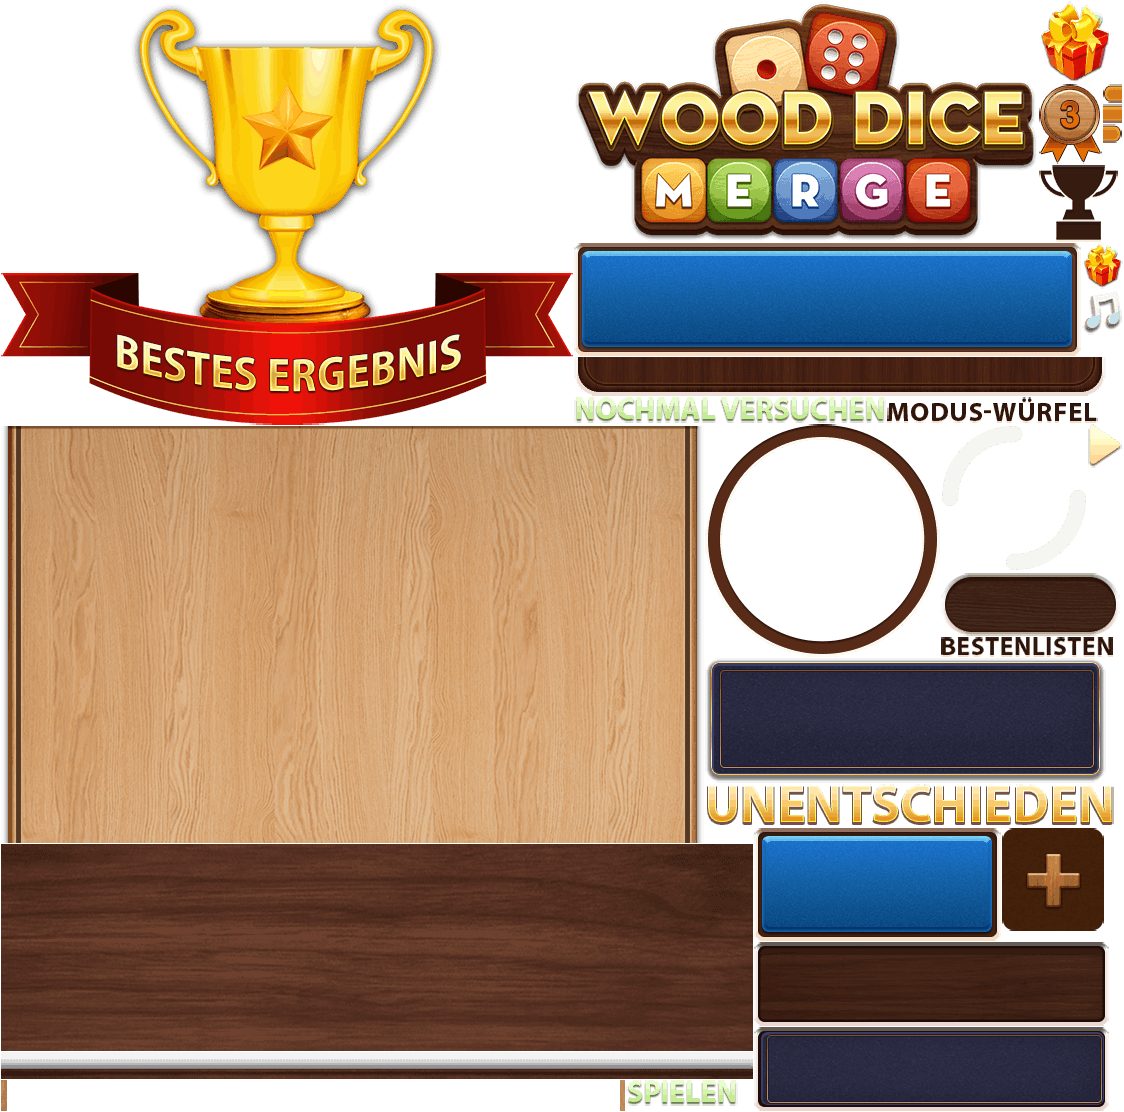 WOOD DICE
MERGE
3
BESTES ERGEBNIS
NOCHMAL VERSUCHEN
MODUS-WÜRFEL
BESTENLISTEN
UNENTSCHIEDEN
SPIELEN